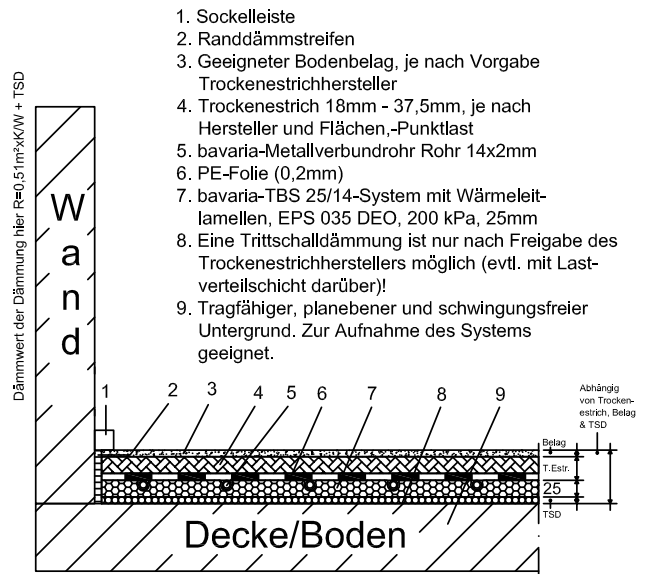 1. Sockelleiste
2. Randdämmstreifen
3. Geeigneter Bodenbelag, je nach Vorgabe
Trockenestrichhersteller
4. Trockenestrich 18mm - 37,5mm, je nach
Hersteller und Flächen,-Punktlast
5. bavaria-Metallverbundrohr Rohr 14x2mm
6. PE-Folie (0,2mm)
7. bavaria-TBS 25/14-System mit Wärmeleit-
lamellen, EPS 035 DEO, 200 kPa, 25mm
8. Eine Trittschalldämmung ist nur nach Freigabe des
Trockenestrichherstellers möglich (evtl. mit Last-
verteilschicht darüber)!
9. Tragfähiger, planebener und schwingungsfreier
Untergrund. Zur Aufnahme des Systems
geeignet.
Dämmwert der Dämmung hier R=0,51m²xK/W + TSD
Wand
1 2 3 4 5 6 7 8 9
Abhängig
von Trocken-
estrich, Belag
& TSD
Belag
T.Estr.
25
TSD
Decke/Boden